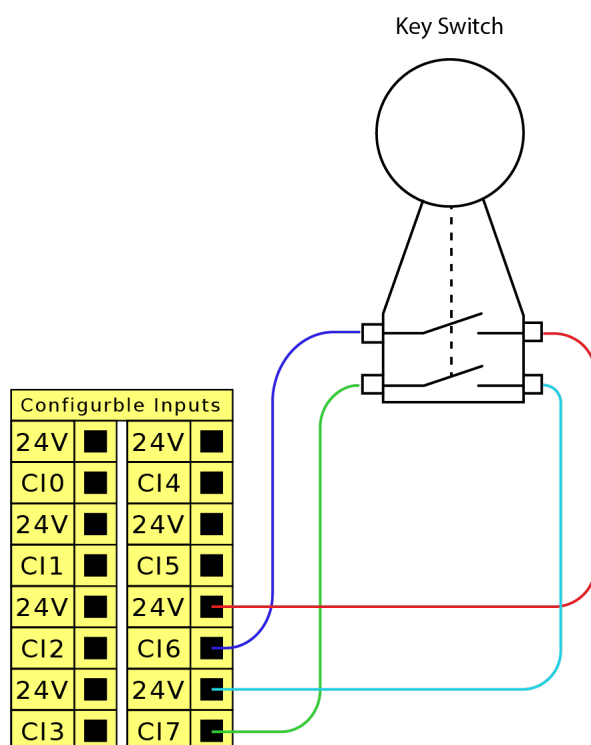 Key Switch
Configurble Inputs
24V 24V
CI0 CI4
24V 24V
CI1 CI5
24V 24V
CI2 CI6
24V 24V
CI3 CI7